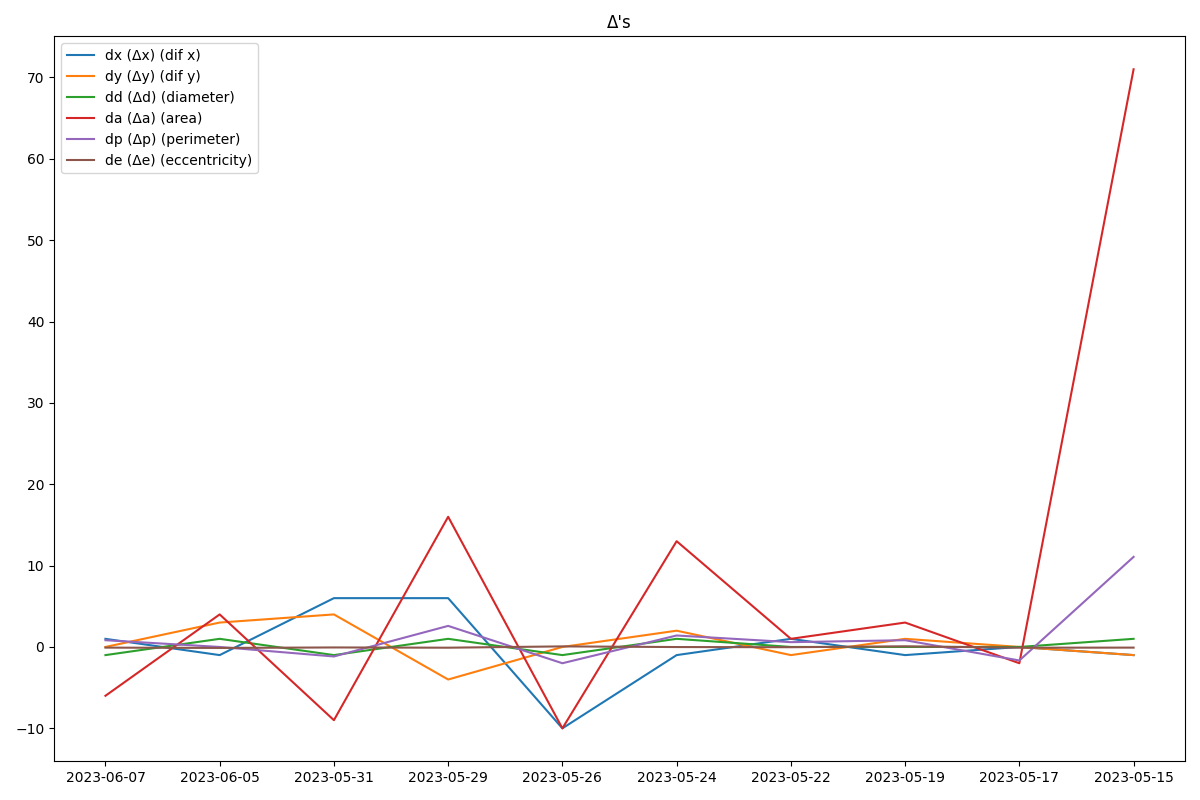 Δ's
dx (Δx) (dif x)
dy (Δy) (dif y)
dd (Δd) (diameter)
da (Δa) (area)
dp (Δp) (perimeter)
de (Δe) (eccentricity)
70
60
50
40
30
20
10
0
−10
2023-06-07 2023-06-05 2023-05-31 2023-05-29 2023-05-26 2023-05-24 2023-05-22 2023-05-19 2023-05-17 2023-05-15